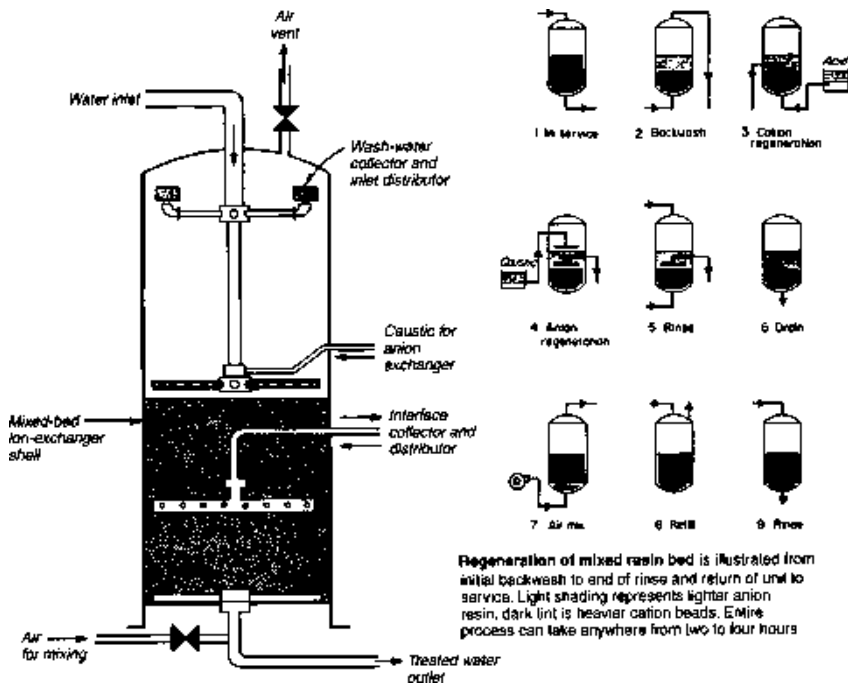 Air
vent
Water inlet
Wash-water
collector and
inlet distributor
Caustic for
anion
exchanger
Mixed-bed
ion-exchanger
shell
Interface
collector and
distributor
Air
for mixing
Treated water
outlet
1 In service
2 Backwash
Acid
3 Cation
regeneration
Caustic
4 Anion
regeneration
5 Rinse
6 Drain
7 Air mix
8 Refill
9 Rinse
Regeneration of mixed resin bed is illustrated from
initial backwash to end of rinse and return of unit to
service. Light shading represents lighter anion
resin, dark tint is heavier cation beads. Entire
process can take anywhere from two to four hours